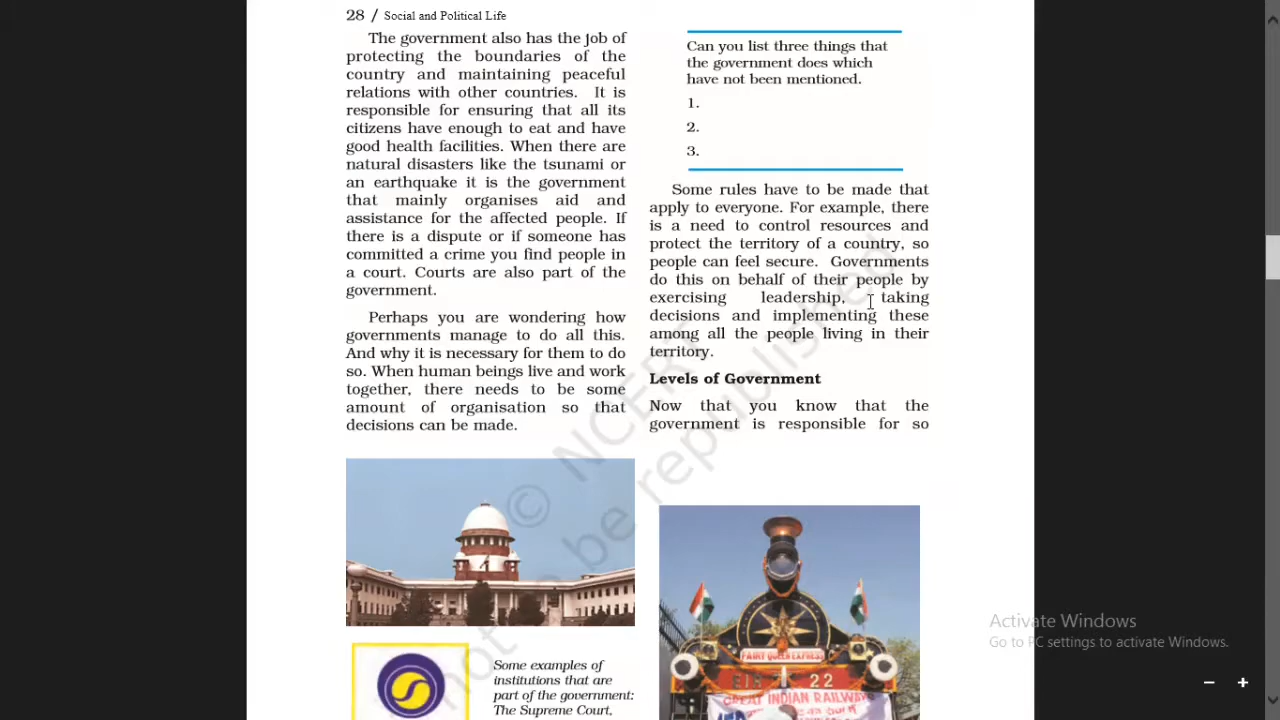 28 / Social and Political Life
The government also has the job of
protecting the boundaries of the
country and maintaining peaceful
relations with other countries. It is
responsible for ensuring that all its
citizens have enough to eat and have
good health facilities. When there are
natural disasters like the tsunami or
an earthquake it is the government
that mainly organises aid and
assistance for the affected people. If
there is a dispute or if someone has
committed a crime you find people in
a court. Courts are also part of the
government.
Perhaps you are wondering how
governments manage to do all this.
And why it is necessary for them to do
so. When human beings live and work
together, there needs to be some
amount of organisation so that
decisions can be made.
Some examples of
institutions that are
part of the government:
The Supreme Court,
Can you list three things that
the government does which
have not been mentioned.
1.
2.
3.
Some rules have to be made that
apply to everyone. For example, there
is a need to control resources and
protect the territory of a country, so
people can feel secure. Governments
do this on behalf of their people by
exercising leadership, taking
decisions and implementing these
among all the people living in their
territory.
Levels of Government
Now that you know that the
government is responsible for so
FAIRY QUEEN EXPRESS
EIR 22
GREAT INDIAN RAILWAYS
© NCERT
not to be republished
Activate Windows
Go to PC settings to activate Windows.